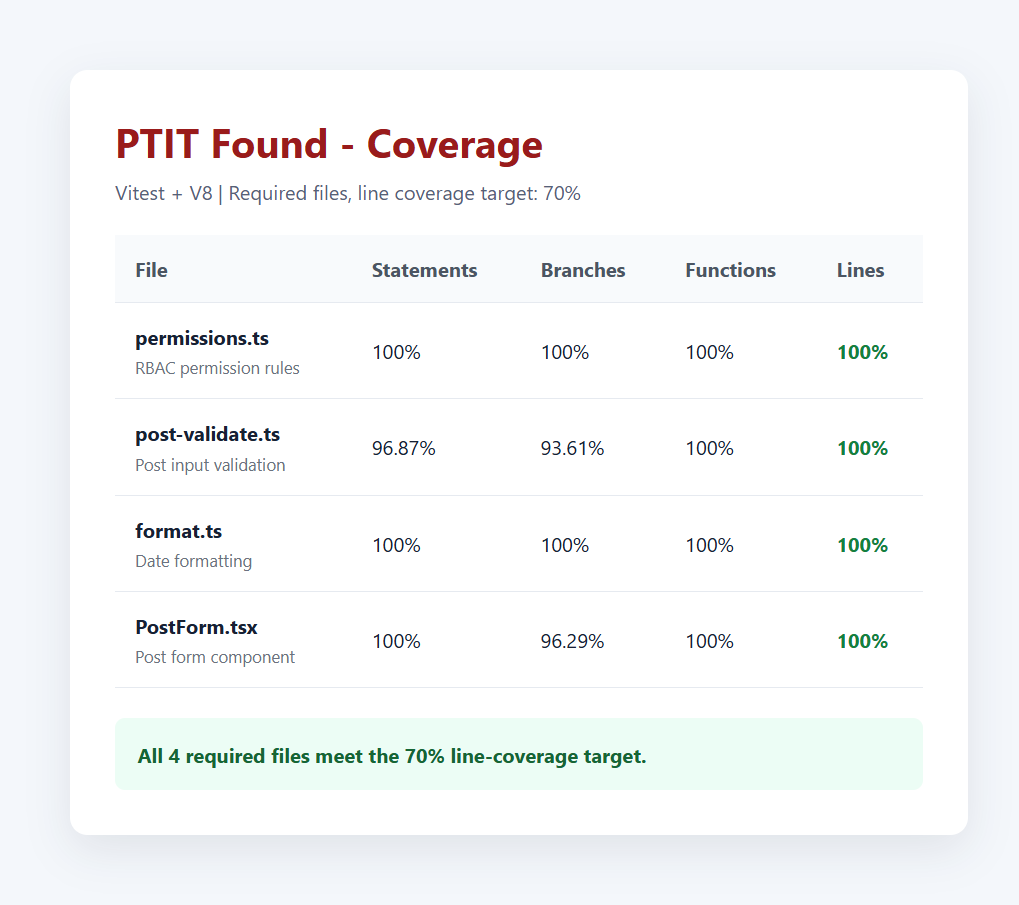 PTIT Found - Coverage
Vitest + V8 | Required files, line coverage target: 70%
File Statements Branches Functions Lines
permissions.ts
RBAC permission rules
100% 100% 100% 100%
post-validate.ts
Post input validation
96.87% 93.61% 100% 100%
format.ts
Date formatting
100% 100% 100% 100%
PostForm.tsx
Post form component
100% 96.29% 100% 100%
All 4 required files meet the 70% line-coverage target.